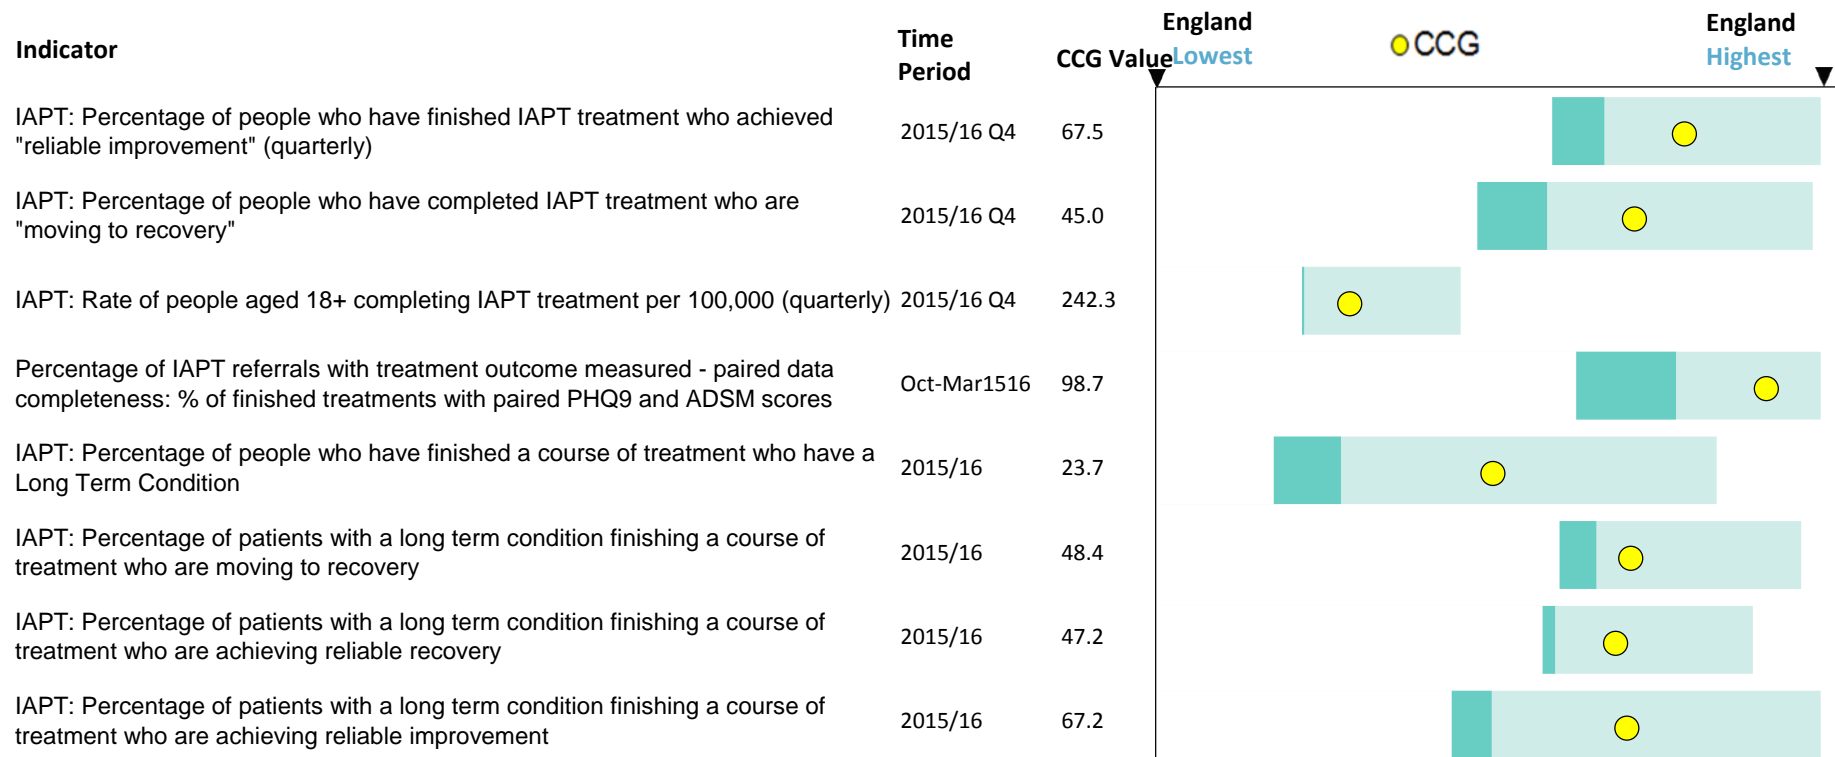 Indicator
Time
Period
CCG Value
England
Lowest
CCG
England
Highest
IAPT: Percentage of people who have finished IAPT treatment who achieved
"reliable improvement" (quarterly)
2015/16 Q4
67.5
IAPT: Percentage of people who have completed IAPT treatment who are
"moving to recovery"
2015/16 Q4
45.0
IAPT: Rate of people aged 18+ completing IAPT treatment per 100,000 (quarterly)
2015/16 Q4
242.3
Percentage of IAPT referrals with treatment outcome measured - paired data
completeness: % of finished treatments with paired PHQ9 and ADSM scores
Oct-Mar1516
98.7
IAPT: Percentage of people who have finished a course of treatment who have a
Long Term Condition
2015/16
23.7
IAPT: Percentage of patients with a long term condition finishing a course of
treatment who are moving to recovery
2015/16
48.4
IAPT: Percentage of patients with a long term condition finishing a course of
treatment who are achieving reliable recovery
2015/16
47.2
IAPT: Percentage of patients with a long term condition finishing a course of
treatment who are achieving reliable improvement
2015/16
67.2